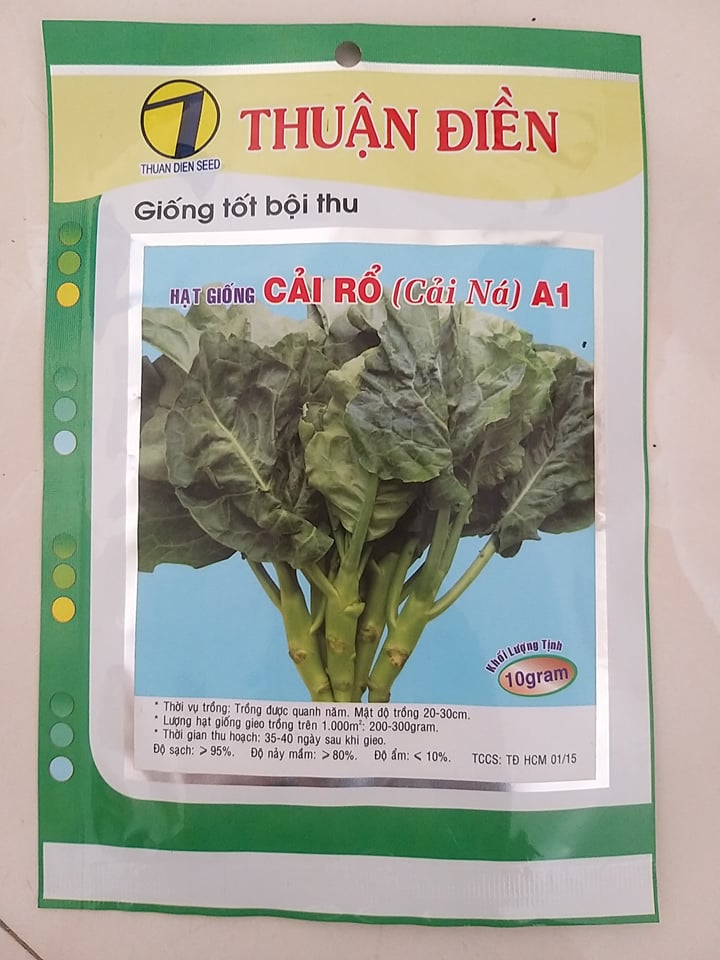 THUẬN ĐIỀN
THUAN DIEN SEED
Giống tốt bội thu
HẠT GIỐNG CẢI RỔ (Cải Ná) A1
Khối Lượng Tịnh
10gram
* Thời vụ trồng: Trồng được quanh năm. Mật độ trồng 20-30cm.
* Lượng hạt giống gieo trồng trên 1.000m²: 200-300gram.
* Thời gian thu hoạch: 35-40 ngày sau khi gieo.
Độ sạch: ⩾ 95%. Độ nảy mầm: ⩾ 80%. Độ ẩm: ⩽ 10%. TCCS: TĐ HCM 01/15